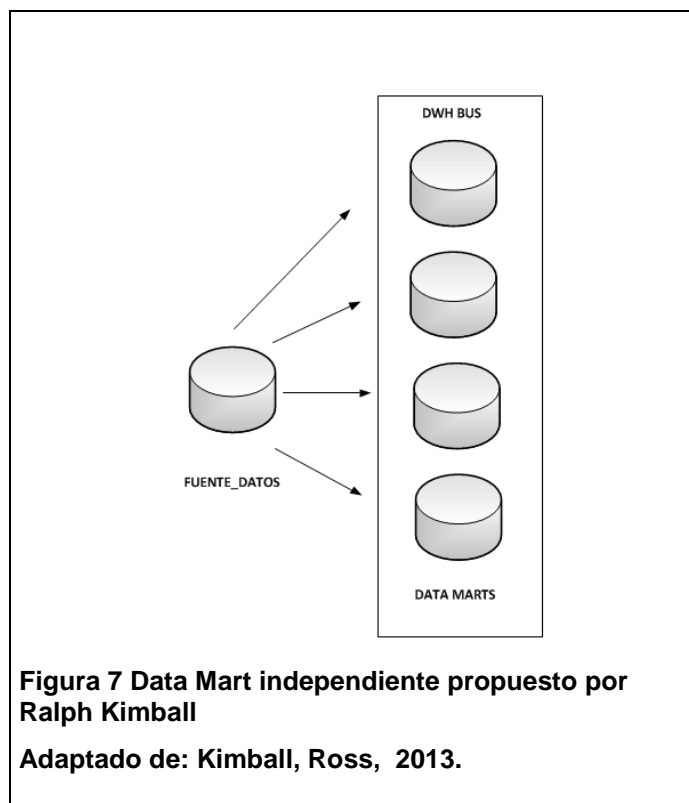 DWH BUS
FUENTE_DATOS
DATA MARTS
Figura 7 Data Mart independiente propuesto por
Ralph Kimball
Adaptado de: Kimball, Ross, 2013.